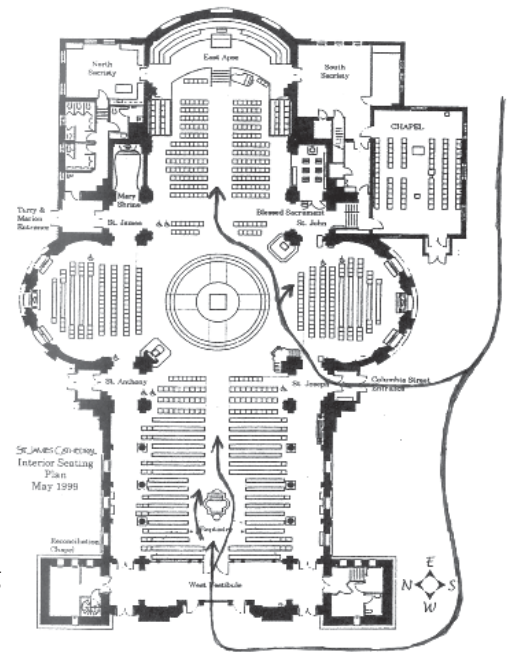 East Apse
North
Sacristy
South
Sacristy
CHAPEL
Mary
Shrine
Blessed Sacrament
Terry &
Marion
Entrance
St. James
St. John
St. Anthony
St. Joseph
Columbia Street
Entrance
ST. JAMES CATHEDRAL
Interior Seating
Plan
May 1999
Baptistry
Reconciliation
Chapel
West Vestibule
E
N S
W